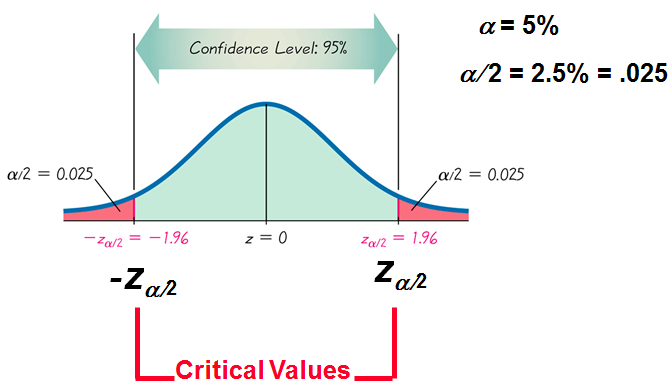 α = 5%
Confidence Level: 95%
α/2 = 2.5% = .025
α/2 = 0.025
α/2 = 0.025
−zα/2 = −1.96
z = 0
zα/2 = 1.96
-zα/2
zα/2
Critical Values